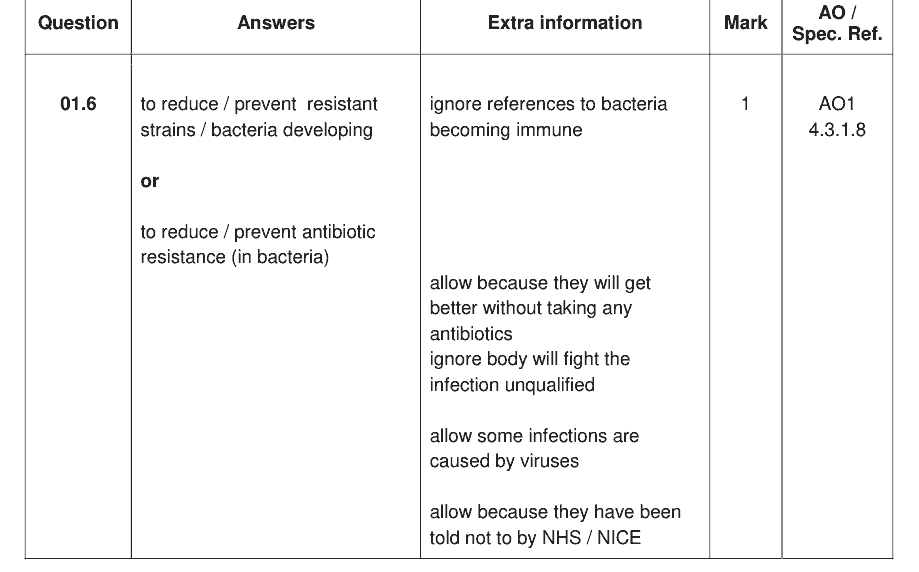 Question Answers Extra information Mark AO /
Spec. Ref.
01.6 to reduce / prevent resistant ignore references to bacteria 1 AO1
strains / bacteria developing becoming immune 4.3.1.8
or
to reduce / prevent antibiotic
resistance (in bacteria)
allow because they will get
better without taking any
antibiotics
ignore body will fight the
infection unqualified
allow some infections are
caused by viruses
allow because they have been
told not to by NHS / NICE